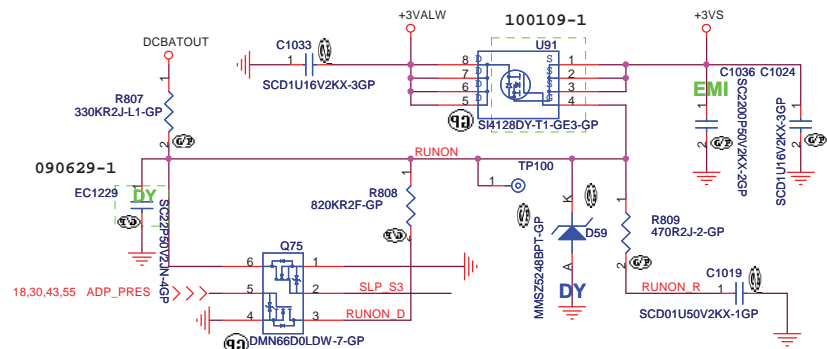 +3VALW
100109-1
+3VS
DCBATOUT
C1033
1 2
SCD1U16V2KX-3GP
U91
8 D S 1
7 D S 2
6 D S 3
5 D G 4
SI4128DY-T1-GE3-GP
EMI
C1036 C1024
SC2200P50V2KX-2GP
SCD1U16V2KX-3GP
R807
330KR2J-L1-GP
RUNON
090629-1
EC1229
DY
SC22P50V2JN-4GP
R808
820KR2F-GP
TP100
1
K
D59
A
MMSZ5248BPT-GP
DY
R809
470R2J-2-GP
Q75
6 1
18,30,43,55 ADP_PRES 5 2 SLP_S3
4 3 RUNON_D
DMN66D0LDW-7-GP
RUNON_R
C1019
1 2
SCD01U50V2KX-1GP